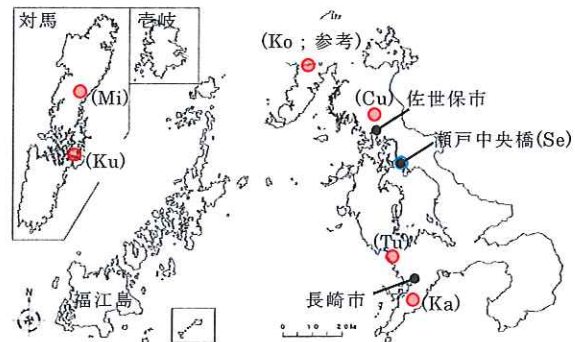 対馬
壱岐
(Mi)
(Ku)
福江島
N
(Ko ; 参考)
(Cu)
佐世保市
瀬戸中央橋(Se)
(Tu)
長崎市
(Ka)
0 10 20km